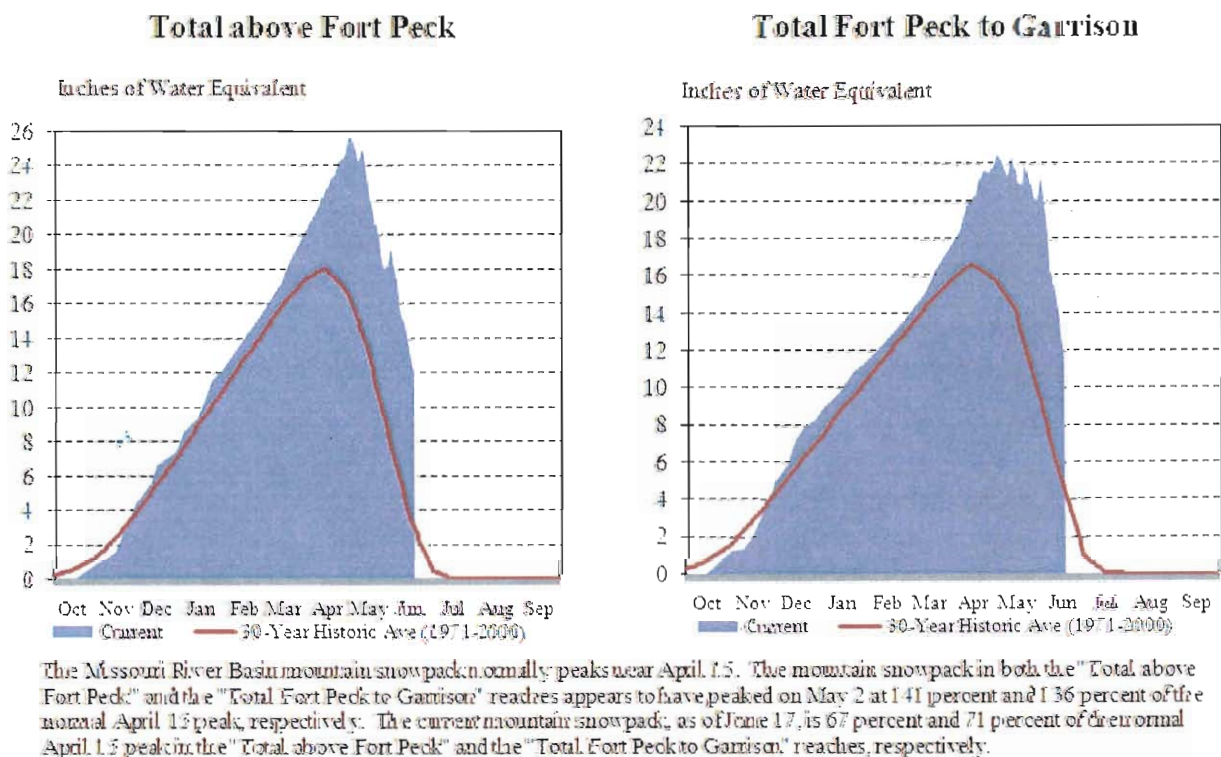 Total above Fort Peck
Total Fort Peck to Garrison
Inches of Water Equivalent
Inches of Water Equivalent
26
24
22
20
18
16
14
12
10
8
6
4
2
0
24
22
20
18
16
14
12
10
8
6
4
2
0
Oct Nov Dec Jan Feb Mar Apr May Jun Jul Aug Sep
Current 30-Year Historic Ave (1971-2000)
Oct Nov Dec Jan Feb Mar Apr May Jun Jul Aug Sep
Current 30-Year Historic Ave (1971-2000)
The Missouri River Basin mountain snowpack normally peaks near April 15. The mountain snowpack in both the "Total above
Fort Peck" and the "Total Fort Peck to Garrison" reaches appears to have peaked on May 2 at 141 percent and 136 percent of the
normal April 15 peak, respectively. The current mountain snowpack, as of June 17, is 67 percent and 71 percent of the normal
April 15 peak in the "Total above Fort Peck" and the "Total Fort Peck to Garrison" reaches, respectively.